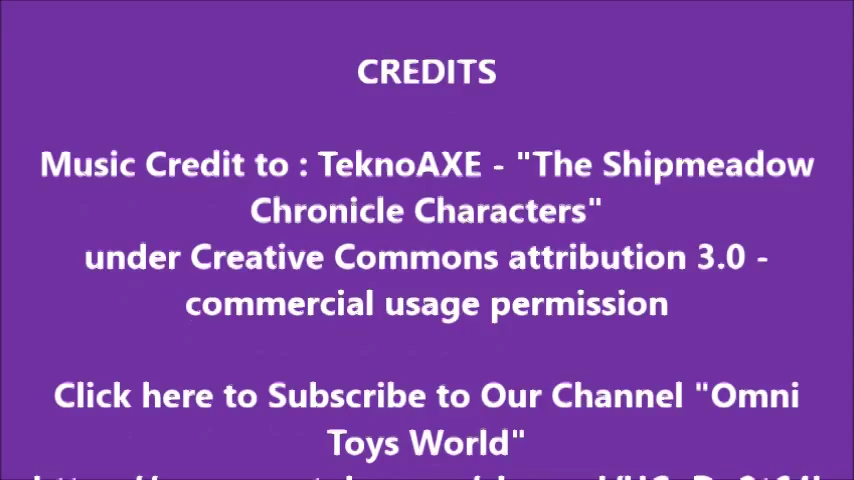 CREDITS
Music Credit to : TeknoAXE - "The Shipmeadow
Chronicle Characters"
under Creative Commons attribution 3.0 -
commercial usage permission
Click here to Subscribe to Our Channel "Omni
Toys World"